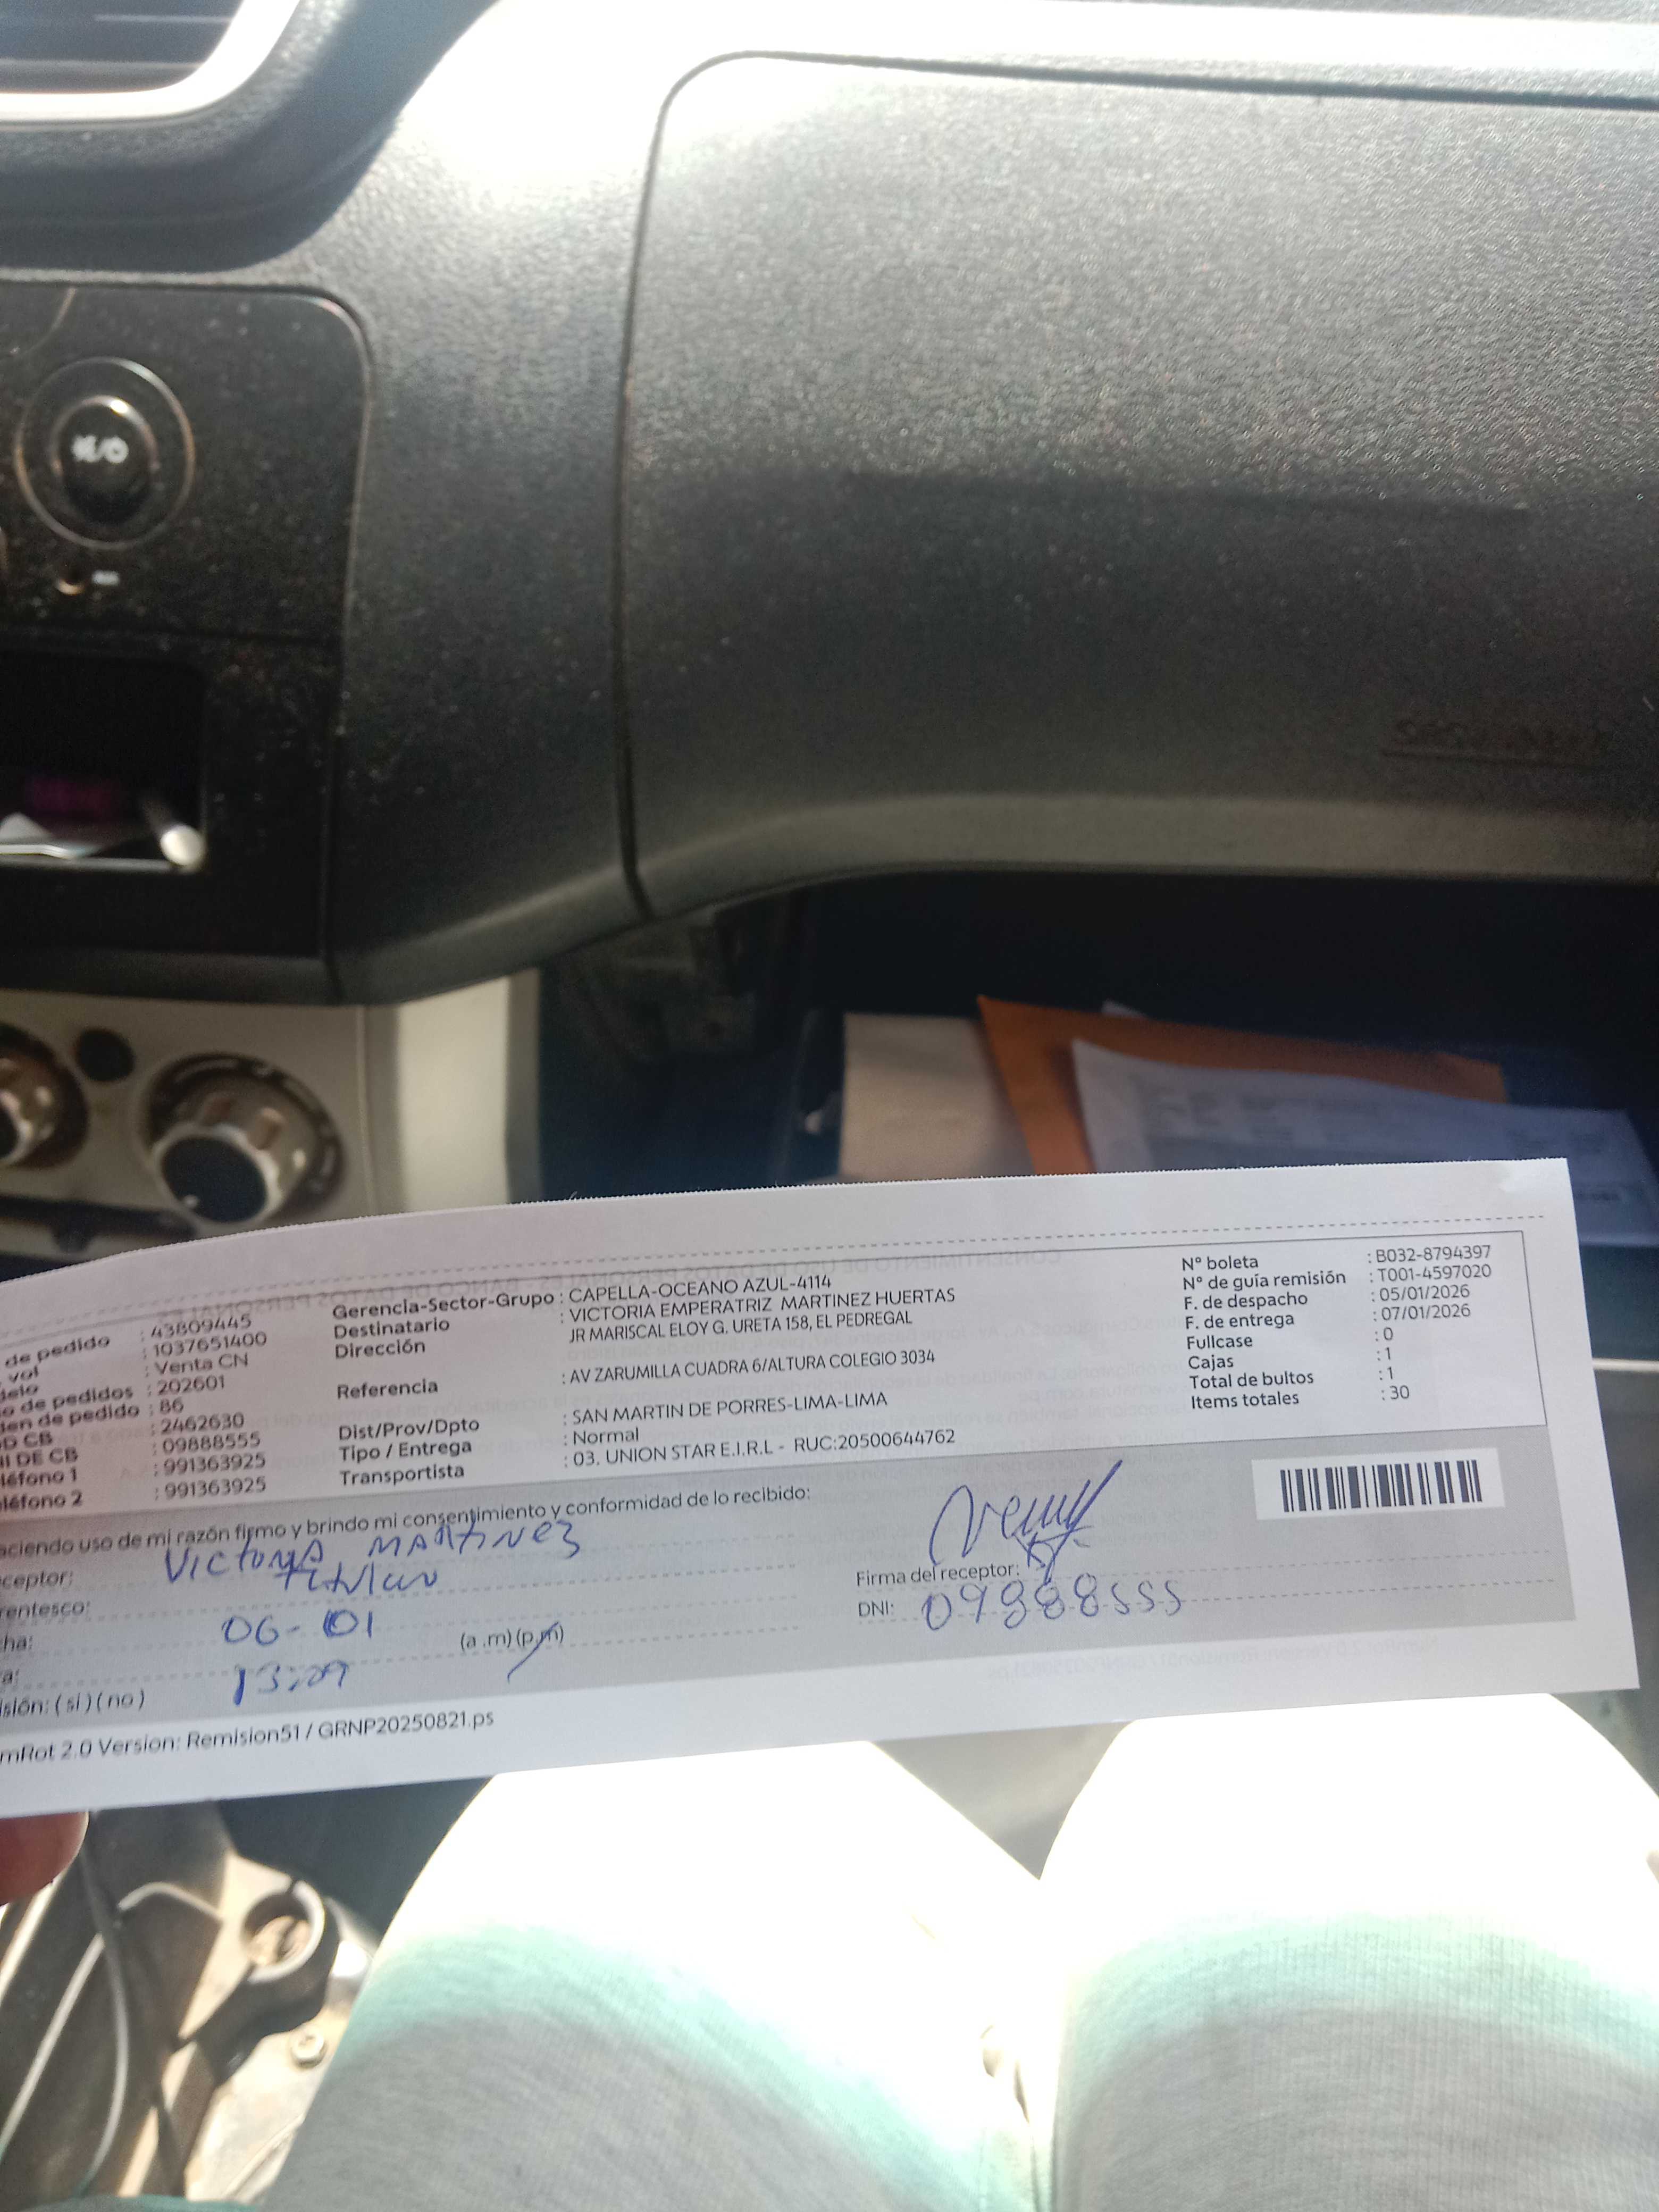 de pedido : 43809445
vol : 1037651400
: Venta CN
o de pedidos : 202601
den de pedido : 86
D CB : 2462630
NI DE CB : 09888555
léfono 1 : 991363925
léfono 2 : 991363925
Gerencia-Sector-Grupo : CAPELLA-OCEANO AZUL-4114
Destinatario : VICTORIA EMPERATRIZ MARTINEZ HUERTAS
Dirección JR MARISCAL ELOY G. URETA 158, EL PEDREGAL
Referencia : AV ZARUMILLA CUADRA 6/ALTURA COLEGIO 3034
Dist/Prov/Dpto : SAN MARTIN DE PORRES-LIMA-LIMA
Tipo / Entrega : Normal
Transportista : 03. UNION STAR E.I.R.L - RUC:20500644762
Nº boleta : B032-8794397
Nº de guía remisión : T001-4597020
F. de despacho : 05/01/2026
F. de entrega : 07/01/2026
Fullcase : 0
Cajas : 1
Total de bultos : 1
Items totales : 30
aciendo uso de mi razón firmo y brindo mi consentimiento y conformidad de lo recibido:
ceptor: VICTORIA MARTINEZ
rentesco: titular
ha: 06-01
a: 13:09 (a .m) (p.m)
isión: ( si ) ( no )
Firma del receptor:
DNI: 09888555
mRot 2.0 Version: Remision51 / GRNP20250821.ps